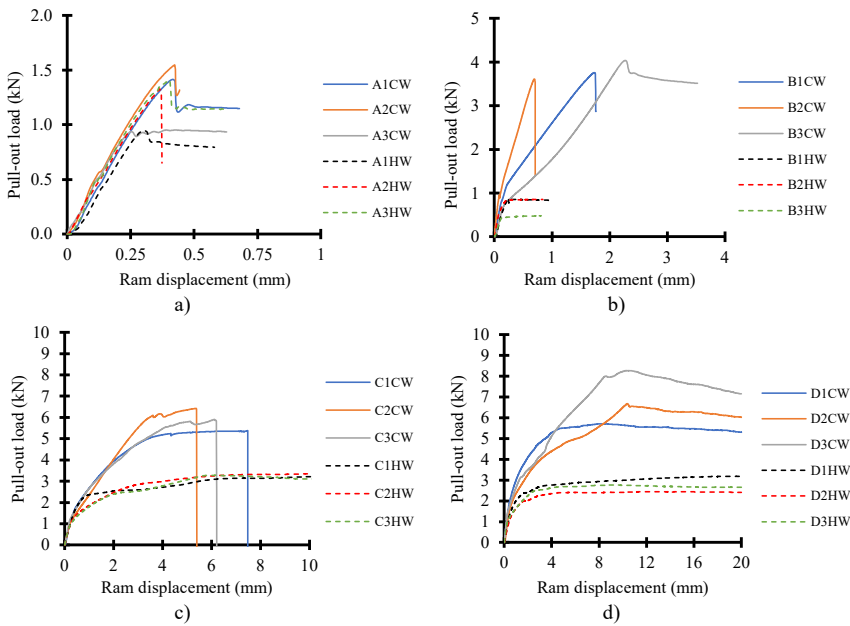 2.0
1.5
1.0
0.5
0.0
Pull-out load (kN)
0 0.25 0.5 0.75 1
Ram displacement (mm)
A1CW
A2CW
A3CW
A1HW
A2HW
A3HW
a)
5
4
3
2
1
0
Pull-out load (kN)
0 1 2 3 4
Ram displacement (mm)
B1CW
B2CW
B3CW
B1HW
B2HW
B3HW
b)
10
9
8
7
6
5
4
3
2
1
0
Pull-out load (kN)
0 2 4 6 8 10
Ram displacement (mm)
C1CW
C2CW
C3CW
C1HW
C2HW
C3HW
c)
10
9
8
7
6
5
4
3
2
1
0
Pull-out load (kN)
0 4 8 12 16 20
Ram displacement (mm)
D1CW
D2CW
D3CW
D1HW
D2HW
D3HW
d)